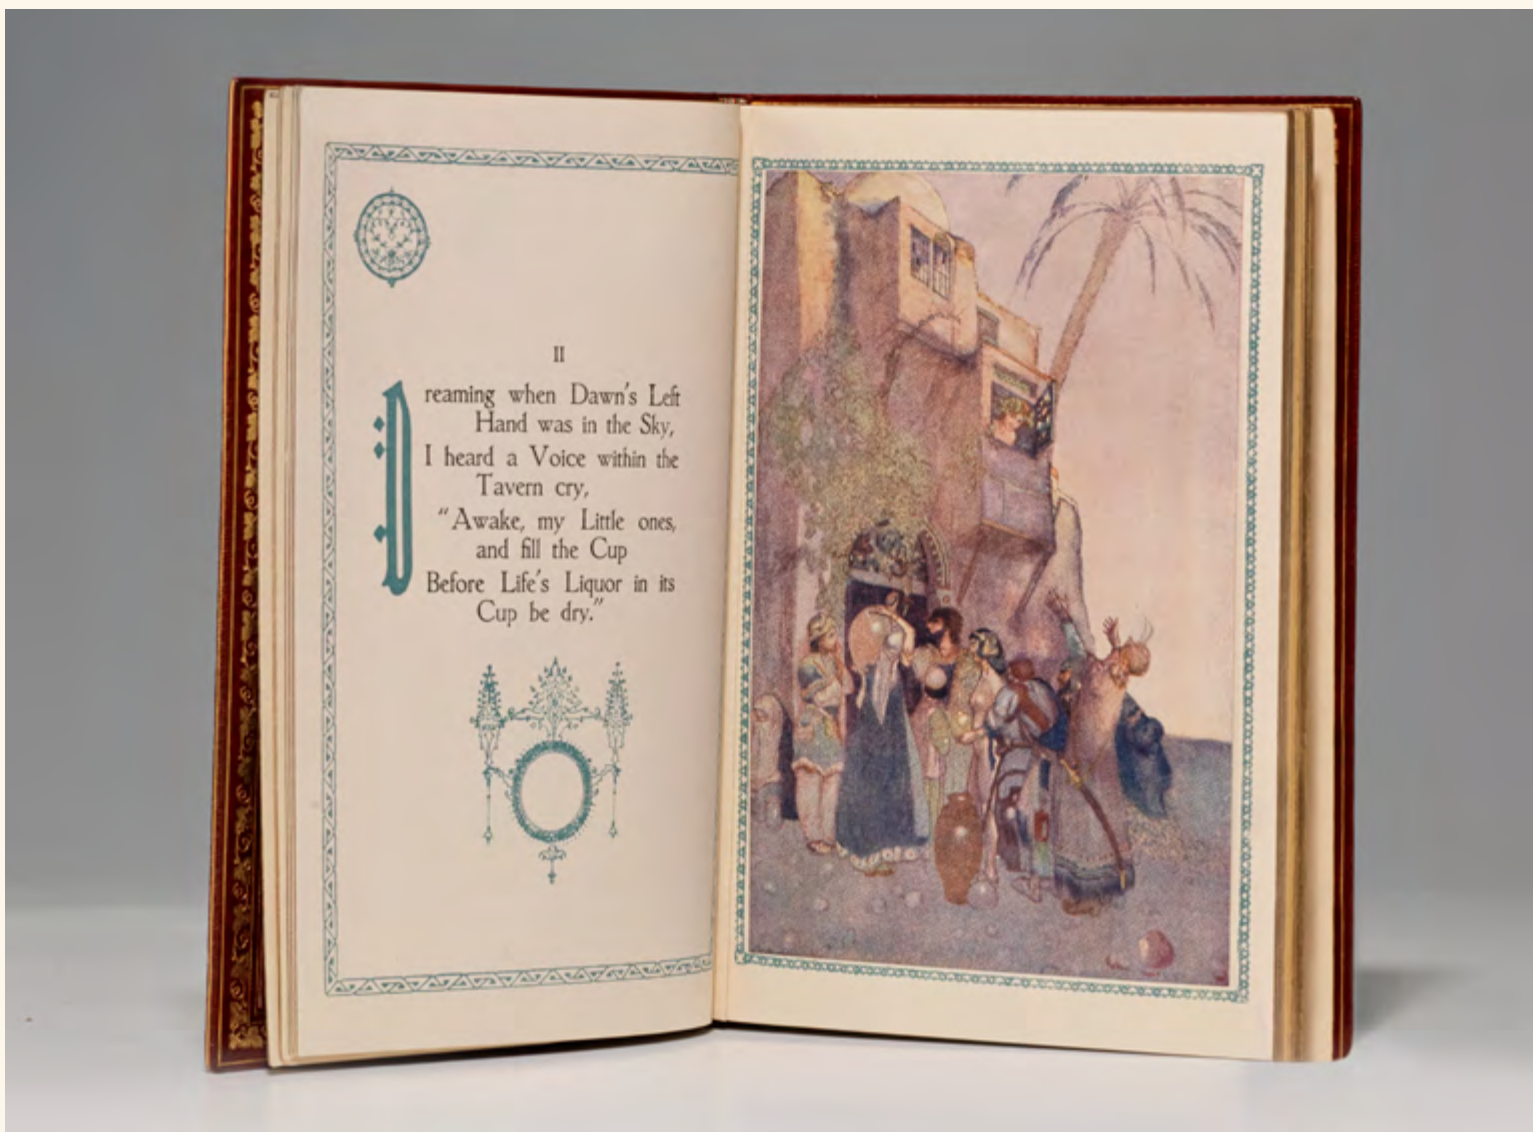 II
Dreaming when Dawn's Left
Hand was in the Sky,
I heard a Voice within the
Tavern cry,
"Awake, my Little ones,
and fill the Cup
Before Life's Liquor in its
Cup be dry."